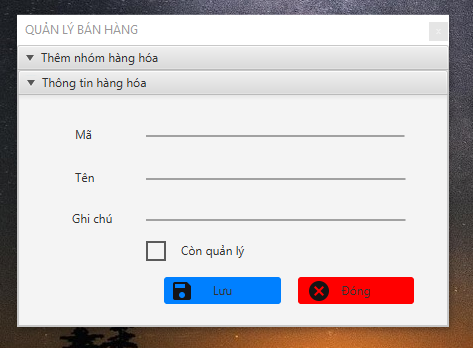 QUẢN LÝ BÁN HÀNG
Thêm nhóm hàng hóa
Thông tin hàng hóa
Mã
Tên
Ghi chú
Còn quản lý
Lưu
Đóng